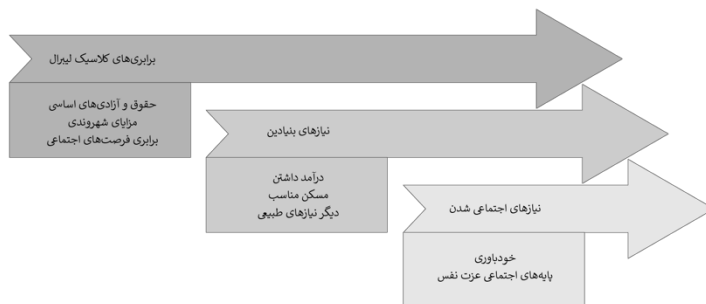 برابری‌های کلاسیک لیبرال
حقوق و آزادی‌های اساسی
مزایای شهروندی
برابری فرصت‌های اجتماعی
نیازهای بنیادین
درآمد داشتن
مسکن مناسب
دیگر نیازهای طبیعی
نیازهای اجتماعی شدن
خودباوری
پایه‌های اجتماعی عزت نفس